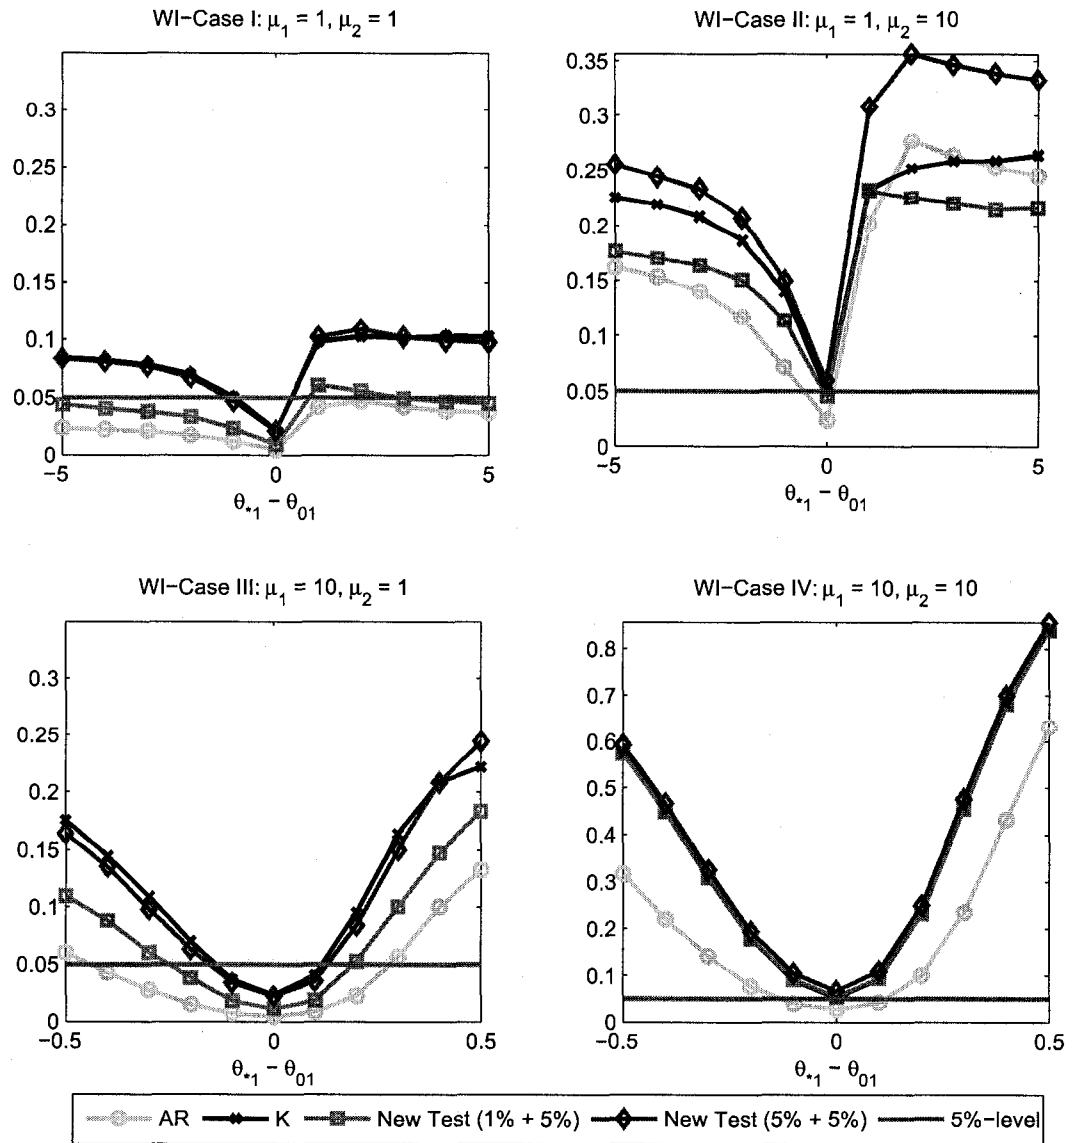 WI−Case I: μ1 = 1, μ2 = 1
0.3
0.25
0.2
0.15
0.1
0.05
0
−5 0 5
θ*1 − θ01
WI−Case II: μ1 = 1, μ2 = 10
0.35
0.3
0.25
0.2
0.15
0.1
0.05
0
−5 0 5
θ*1 − θ01
WI−Case III: μ1 = 10, μ2 = 1
0.3
0.25
0.2
0.15
0.1
0.05
0
−0.5 0 0.5
θ*1 − θ01
WI−Case IV: μ1 = 10, μ2 = 10
0.8
0.7
0.6
0.5
0.4
0.3
0.2
0.1
0
−0.5 0 0.5
θ*1 − θ01
AR K New Test (1% + 5%) New Test (5% + 5%) 5%−level